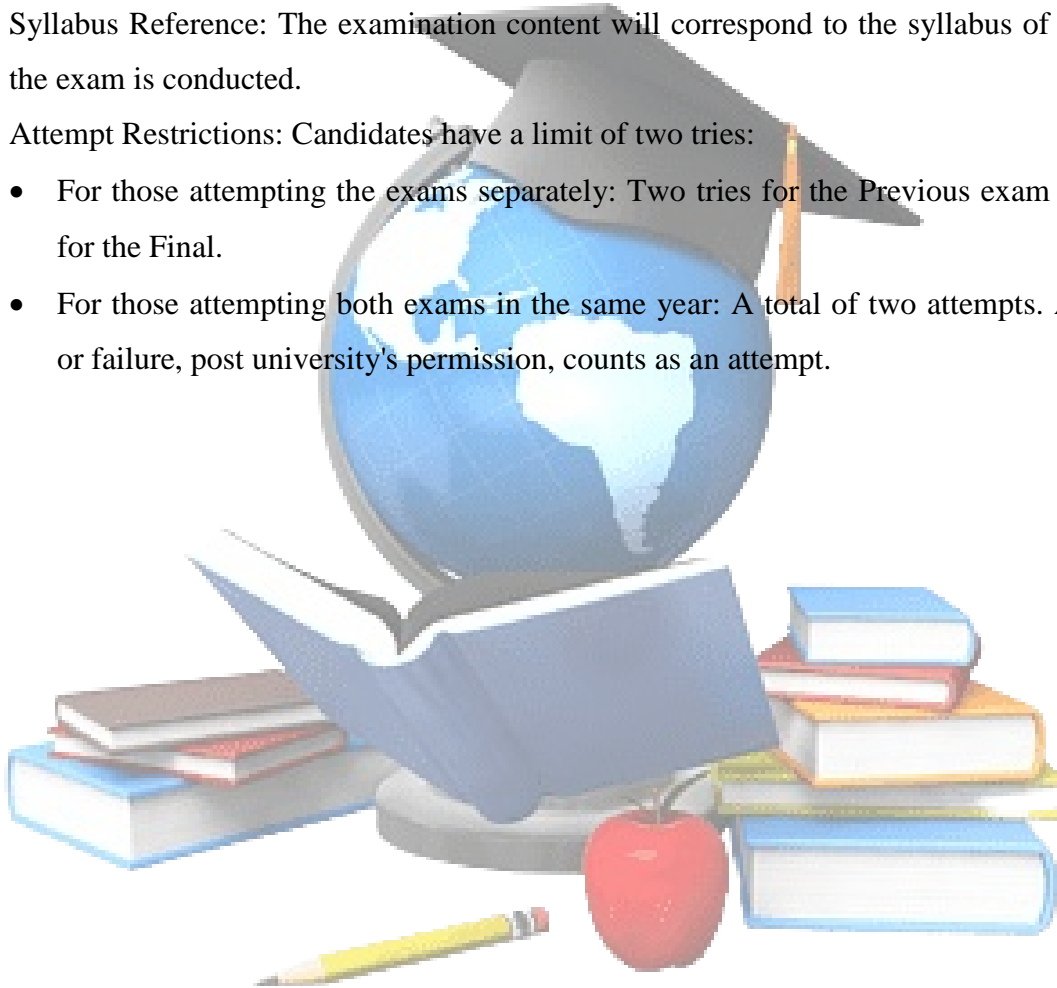 Syllabus Reference: The examination content will correspond to the syllabus of
the exam is conducted.
Attempt Restrictions: Candidates have a limit of two tries:
• For those attempting the exams separately: Two tries for the Previous exam
for the Final.
• For those attempting both exams in the same year: A total of two attempts.
or failure, post university's permission, counts as an attempt.